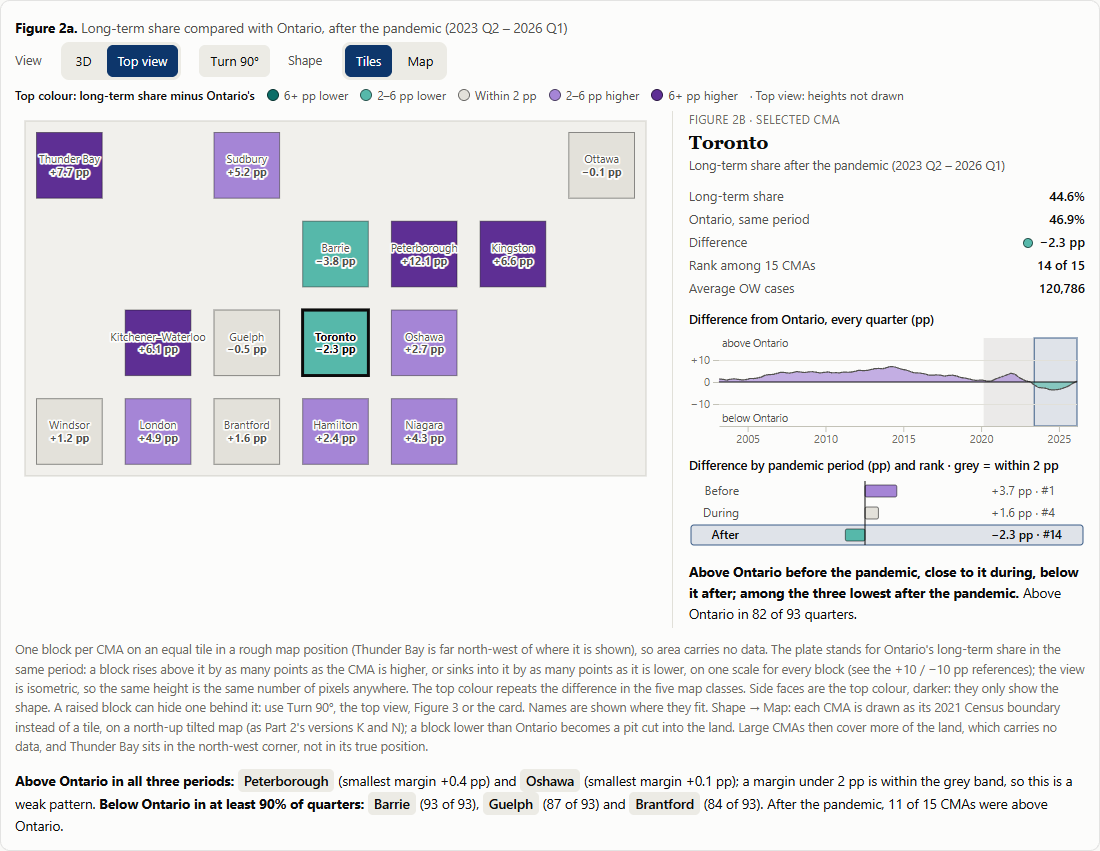 Figure 2a. Long-term share compared with Ontario, after the pandemic (2023 Q2 – 2026 Q1)
View 3D Top view Turn 90° Shape Tiles Map
Top colour: long-term share minus Ontario's 6+ pp lower 2–6 pp lower Within 2 pp 2–6 pp higher 6+ pp higher · Top view: heights not drawn
Thunder Bay
+7.7 pp
Sudbury
+5.2 pp
Ottawa
−0.1 pp
Barrie
−3.8 pp
Peterborough
+12.1 pp
Kingston
+6.6 pp
Kitchener–Waterloo
+6.1 pp
Guelph
−0.5 pp
Toronto
−2.3 pp
Oshawa
+2.7 pp
Windsor
+1.2 pp
London
+4.9 pp
Brantford
+1.6 pp
Hamilton
+2.4 pp
Niagara
+4.3 pp
FIGURE 2B · SELECTED CMA
Toronto
Long-term share after the pandemic (2023 Q2 – 2026 Q1)
Long-term share 44.6%
Ontario, same period 46.9%
Difference −2.3 pp
Rank among 15 CMAs 14 of 15
Average OW cases 120,786
Difference from Ontario, every quarter (pp)
above Ontario
+10
0
−10
below Ontario
2005 2010 2015 2020 2025
Difference by pandemic period (pp) and rank · grey = within 2 pp
Before +3.7 pp · #1
During +1.6 pp · #4
After −2.3 pp · #14
Above Ontario before the pandemic, close to it during, below
it after; among the three lowest after the pandemic. Above
Ontario in 82 of 93 quarters.
One block per CMA on an equal tile in a rough map position (Thunder Bay is far north-west of where it is shown), so area carries no data. The plate stands for Ontario's long-term share in the
same period: a block rises above it by as many points as the CMA is higher, or sinks into it by as many points as it is lower, on one scale for every block (see the +10 / −10 pp references); the view
is isometric, so the same height is the same number of pixels anywhere. The top colour repeats the difference in the five map classes. Side faces are the top colour, darker: they only show the
shape. A raised block can hide one behind it: use Turn 90°, the top view, Figure 3 or the card. Names are shown where they fit. Shape → Map: each CMA is drawn as its 2021 Census boundary
instead of a tile, on a north-up tilted map (as Part 2's versions K and N); a block lower than Ontario becomes a pit cut into the land. Large CMAs then cover more of the land, which carries no
data, and Thunder Bay sits in the north-west corner, not in its true position.
Above Ontario in all three periods: Peterborough (smallest margin +0.4 pp) and Oshawa (smallest margin +0.1 pp); a margin under 2 pp is within the grey band, so this is a
weak pattern. Below Ontario in at least 90% of quarters: Barrie (93 of 93), Guelph (87 of 93) and Brantford (84 of 93). After the pandemic, 11 of 15 CMAs were above
Ontario.